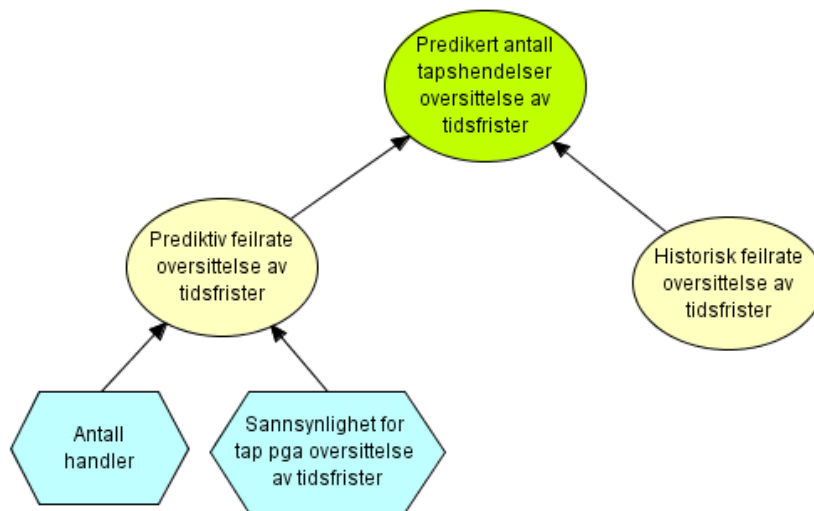 Predikert antall
tapshendelser
oversittelse av
tidsfrister
Prediktiv feilrate
oversittelse av
tidsfrister
Historisk feilrate
oversittelse av
tidsfrister
Antall
handler
Sannsynlighet for
tap pga oversittelse
av tidsfrister